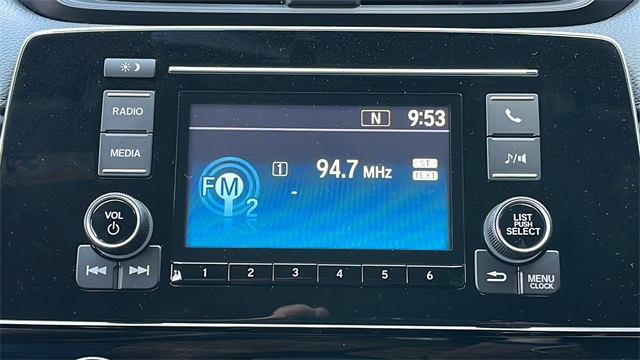 N 9:53
RADIO
MEDIA
1 94.7 MHz
ST
TEXT
FM 2
VOL
LIST
PUSH
SELECT
1 2 3 4 5 6
MENU
CLOCK